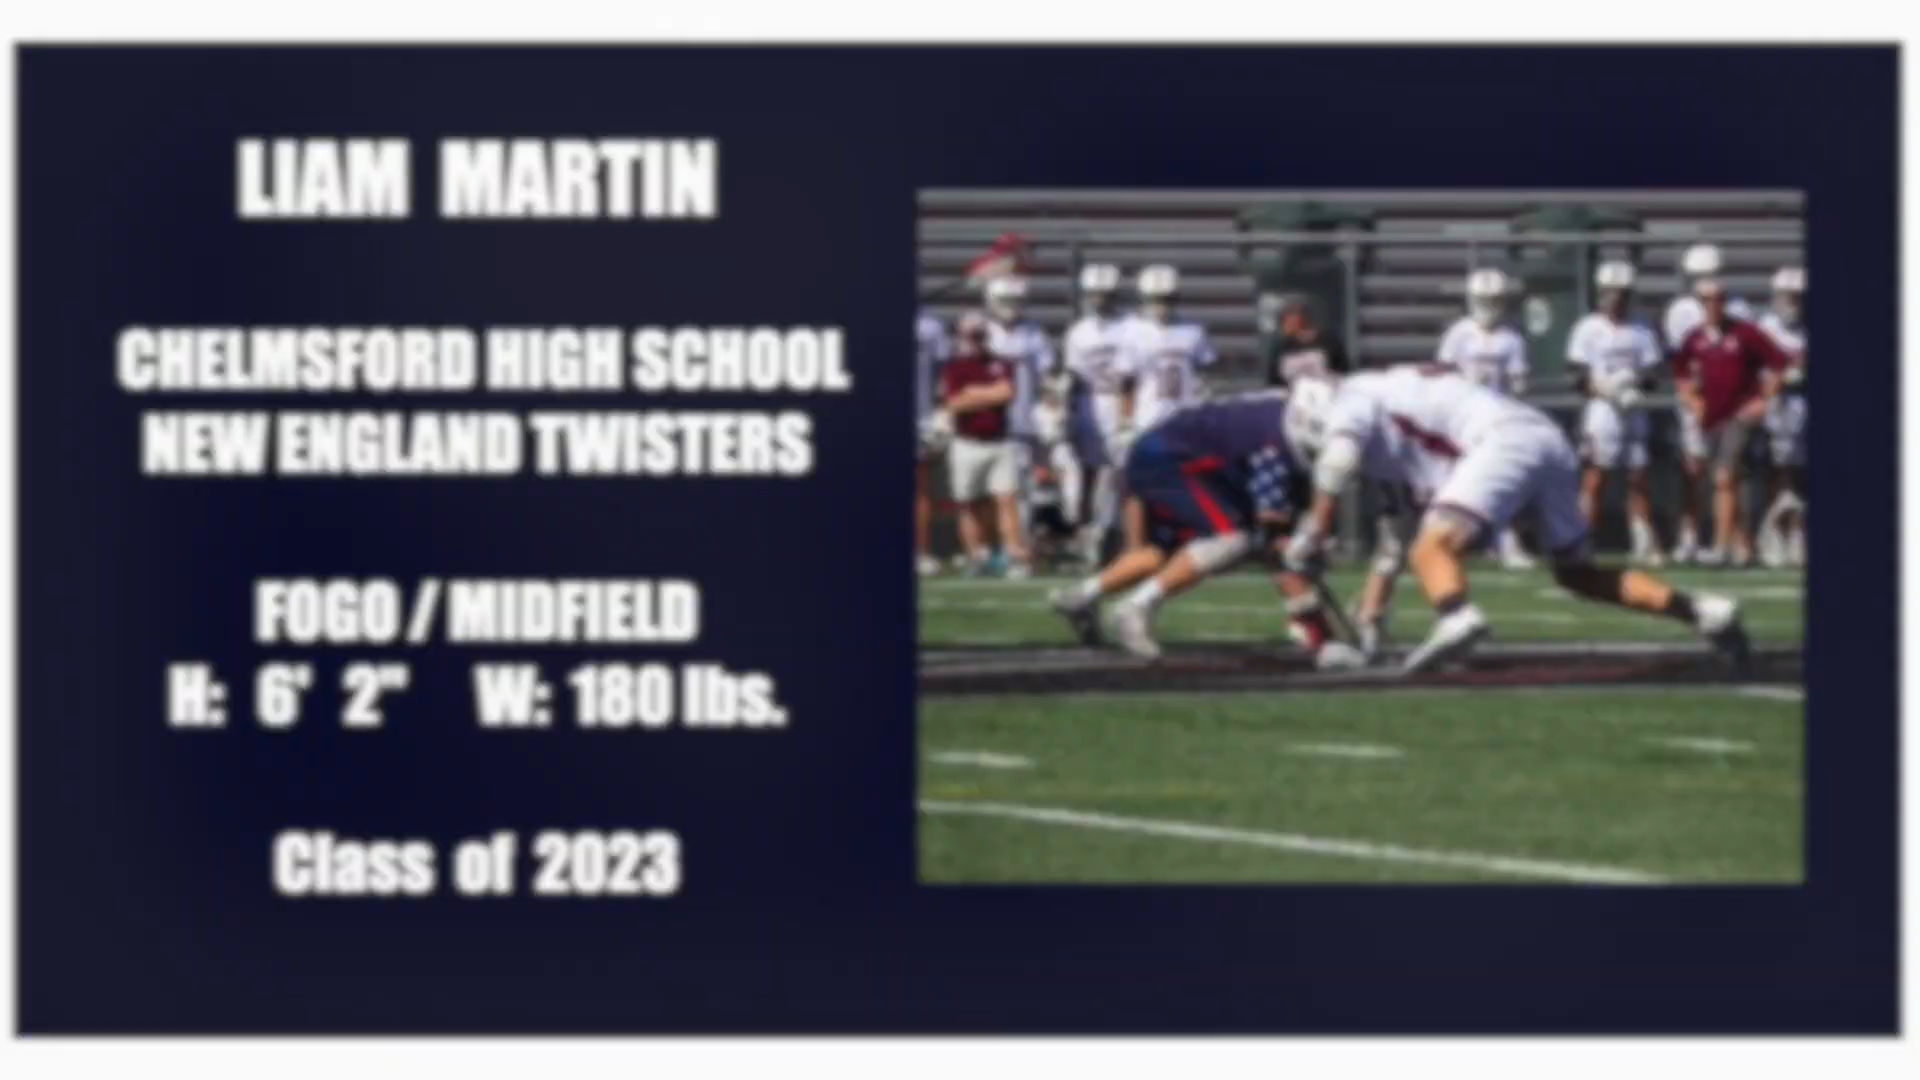 LIAM MARTIN
CHELMSFORD HIGH SCHOOL
NEW ENGLAND TWISTERS
FOGO / MIDFIELD
H: 6' 2" W: 180 lbs.
Class of 2023